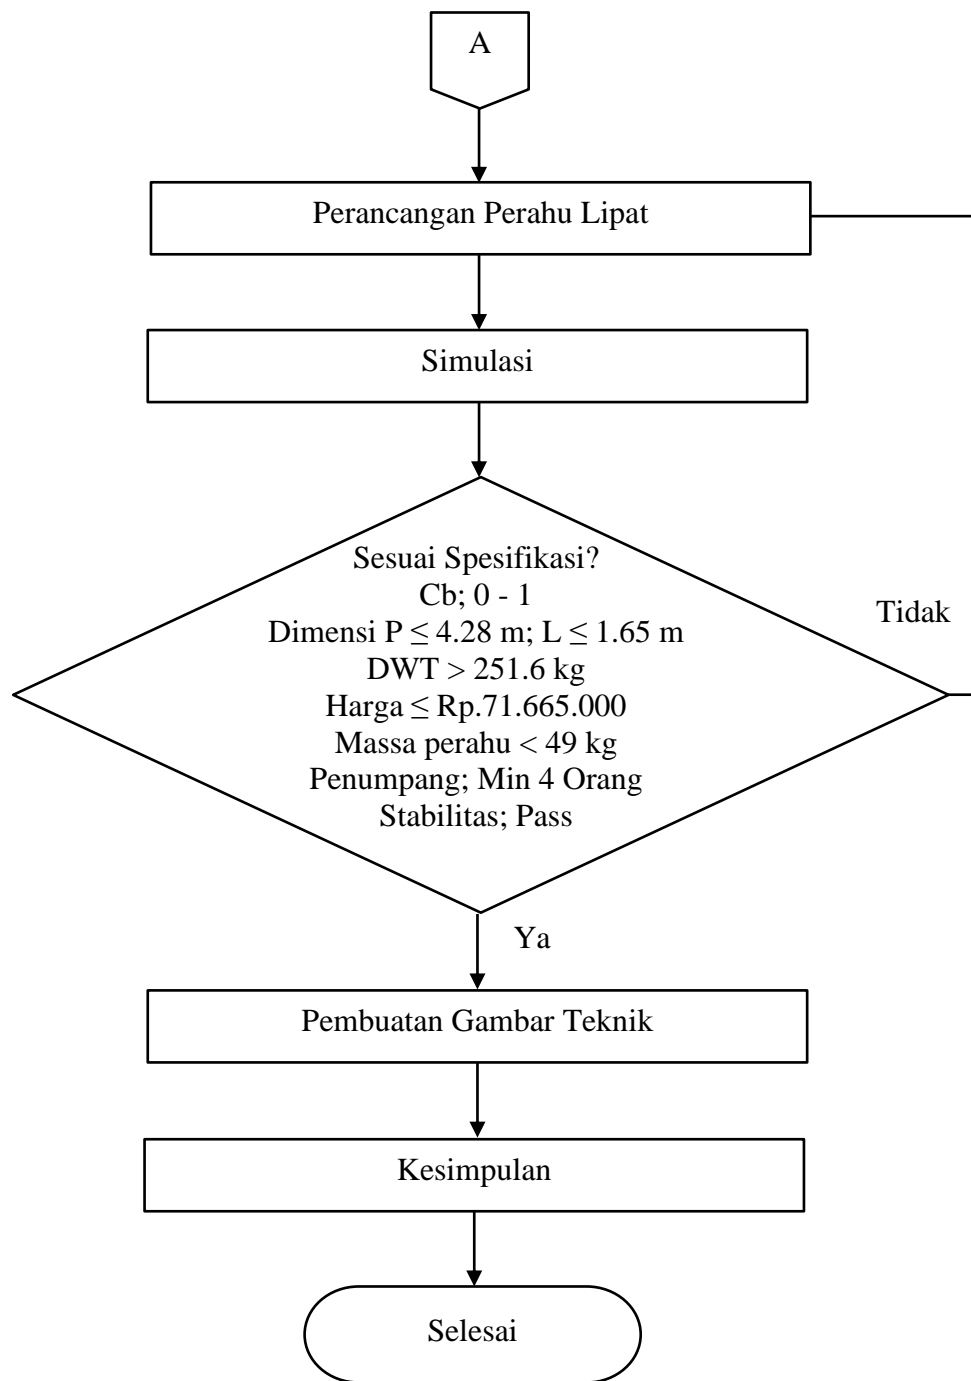 A
Perancangan Perahu Lipat
Simulasi
Sesuai Spesifikasi?
Cb; 0 - 1
Dimensi P ≤ 4.28 m; L ≤ 1.65 m
DWT > 251.6 kg
Harga ≤ Rp.71.665.000
Massa perahu < 49 kg
Penumpang; Min 4 Orang
Stabilitas; Pass
Tidak
Ya
Pembuatan Gambar Teknik
Kesimpulan
Selesai